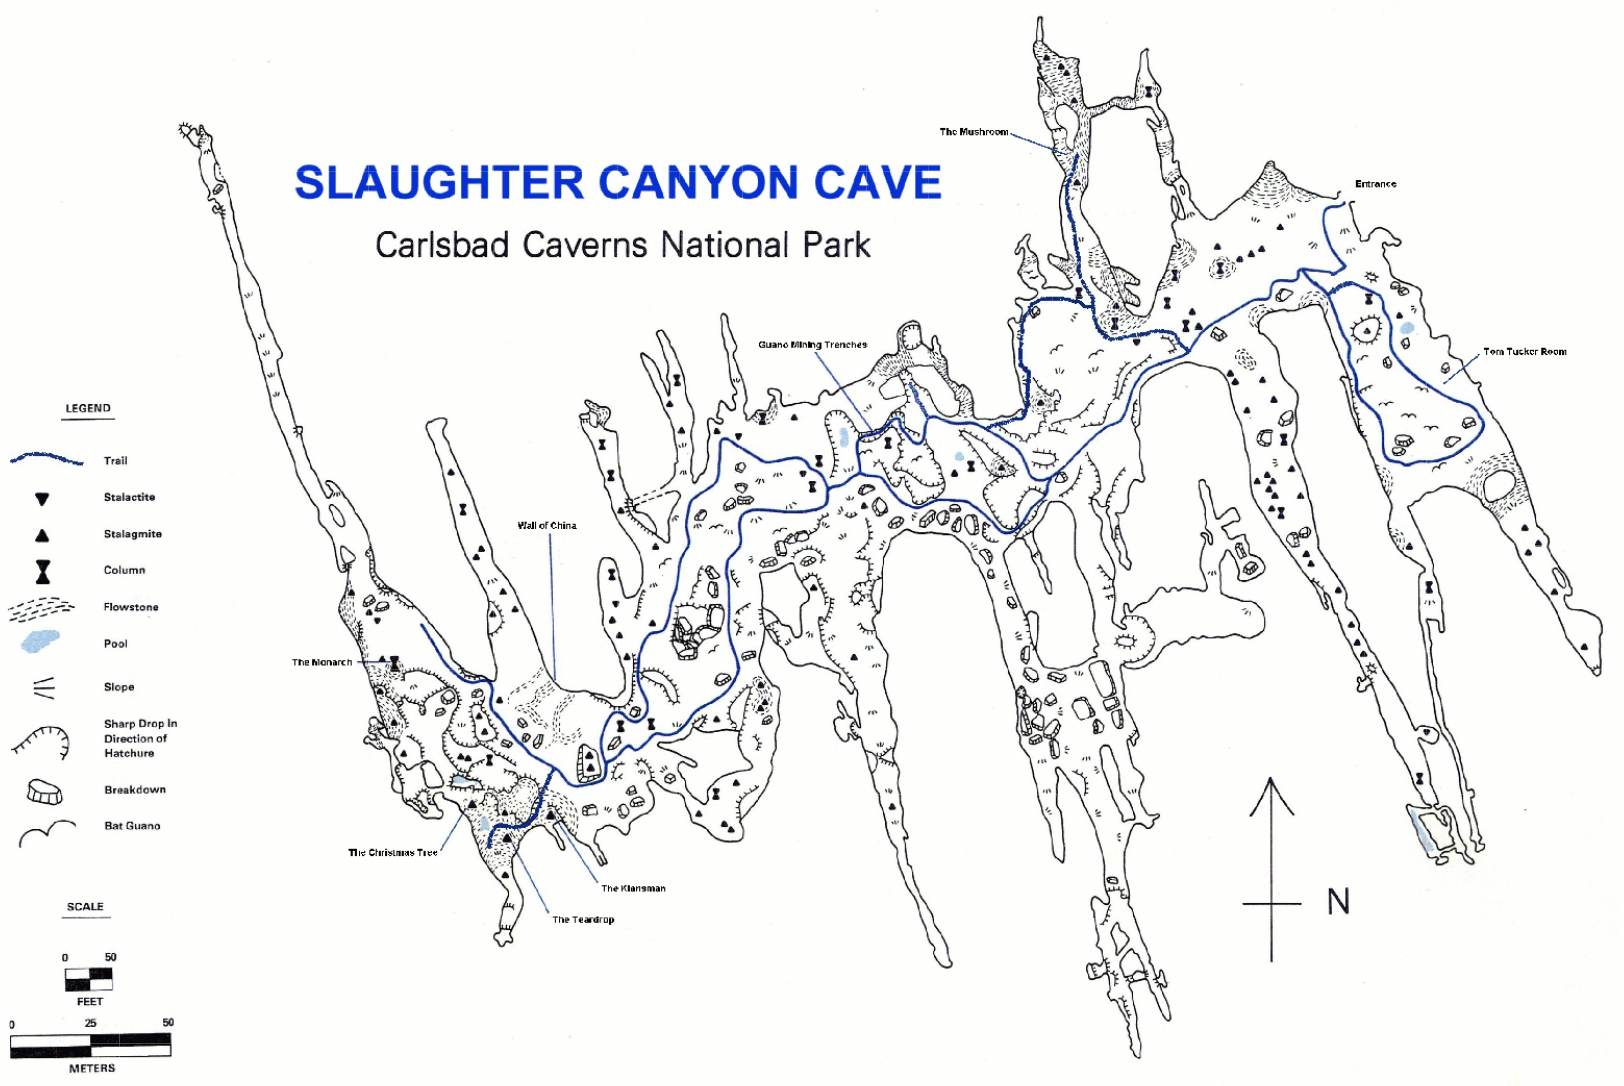 SLAUGHTER CANYON CAVE
Carlsbad Caverns National Park
The Mushroom
Entrance
Guano Mining Trenches
Tom Tucker Room
Wall of China
The Monarch
The Christmas Tree
The Klansman
The Teardrop
N
LEGEND
Trail
Stalactite
Stalagmite
Column
Flowstone
Pool
Slope
Sharp Drop In
Direction of
Hatchure
Breakdown
Bat Guano
SCALE
0 50
FEET
0 25 50
METERS